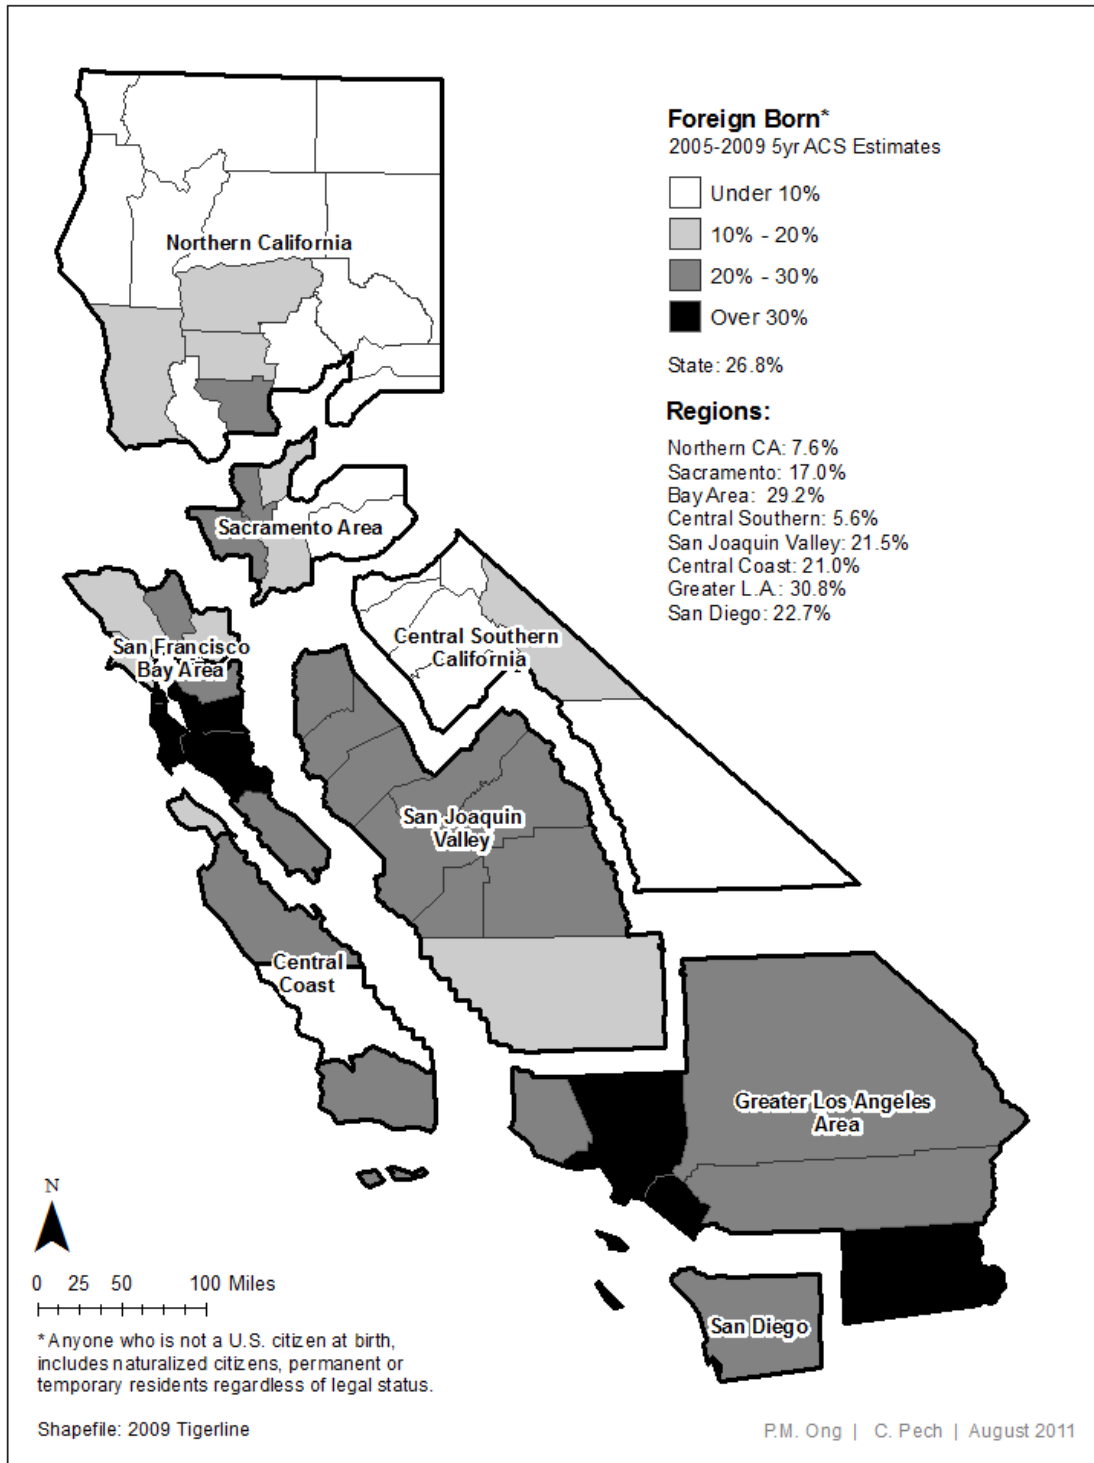 Foreign Born*
2005-2009 5yr ACS Estimates
Under 10%
10% - 20%
20% - 30%
Over 30%
State: 26.8%
Regions:
Northern CA: 7.6%
Sacramento: 17.0%
Bay Area: 29.2%
Central Southern: 5.6%
San Joaquin Valley: 21.5%
Central Coast: 21.0%
Greater L.A.: 30.8%
San Diego: 22.7%
Northern California
Sacramento Area
San Francisco
Bay Area
Central Southern
California
San Joaquin
Valley
Central
Coast
Greater Los Angeles
Area
San Diego
N
0 25 50 100 Miles
*Anyone who is not a U.S. citizen at birth,
includes naturalized citizens, permanent or
temporary residents regardless of legal status.
Shapefile: 2009 Tigerline
P.M. Ong | C. Pech | August 2011